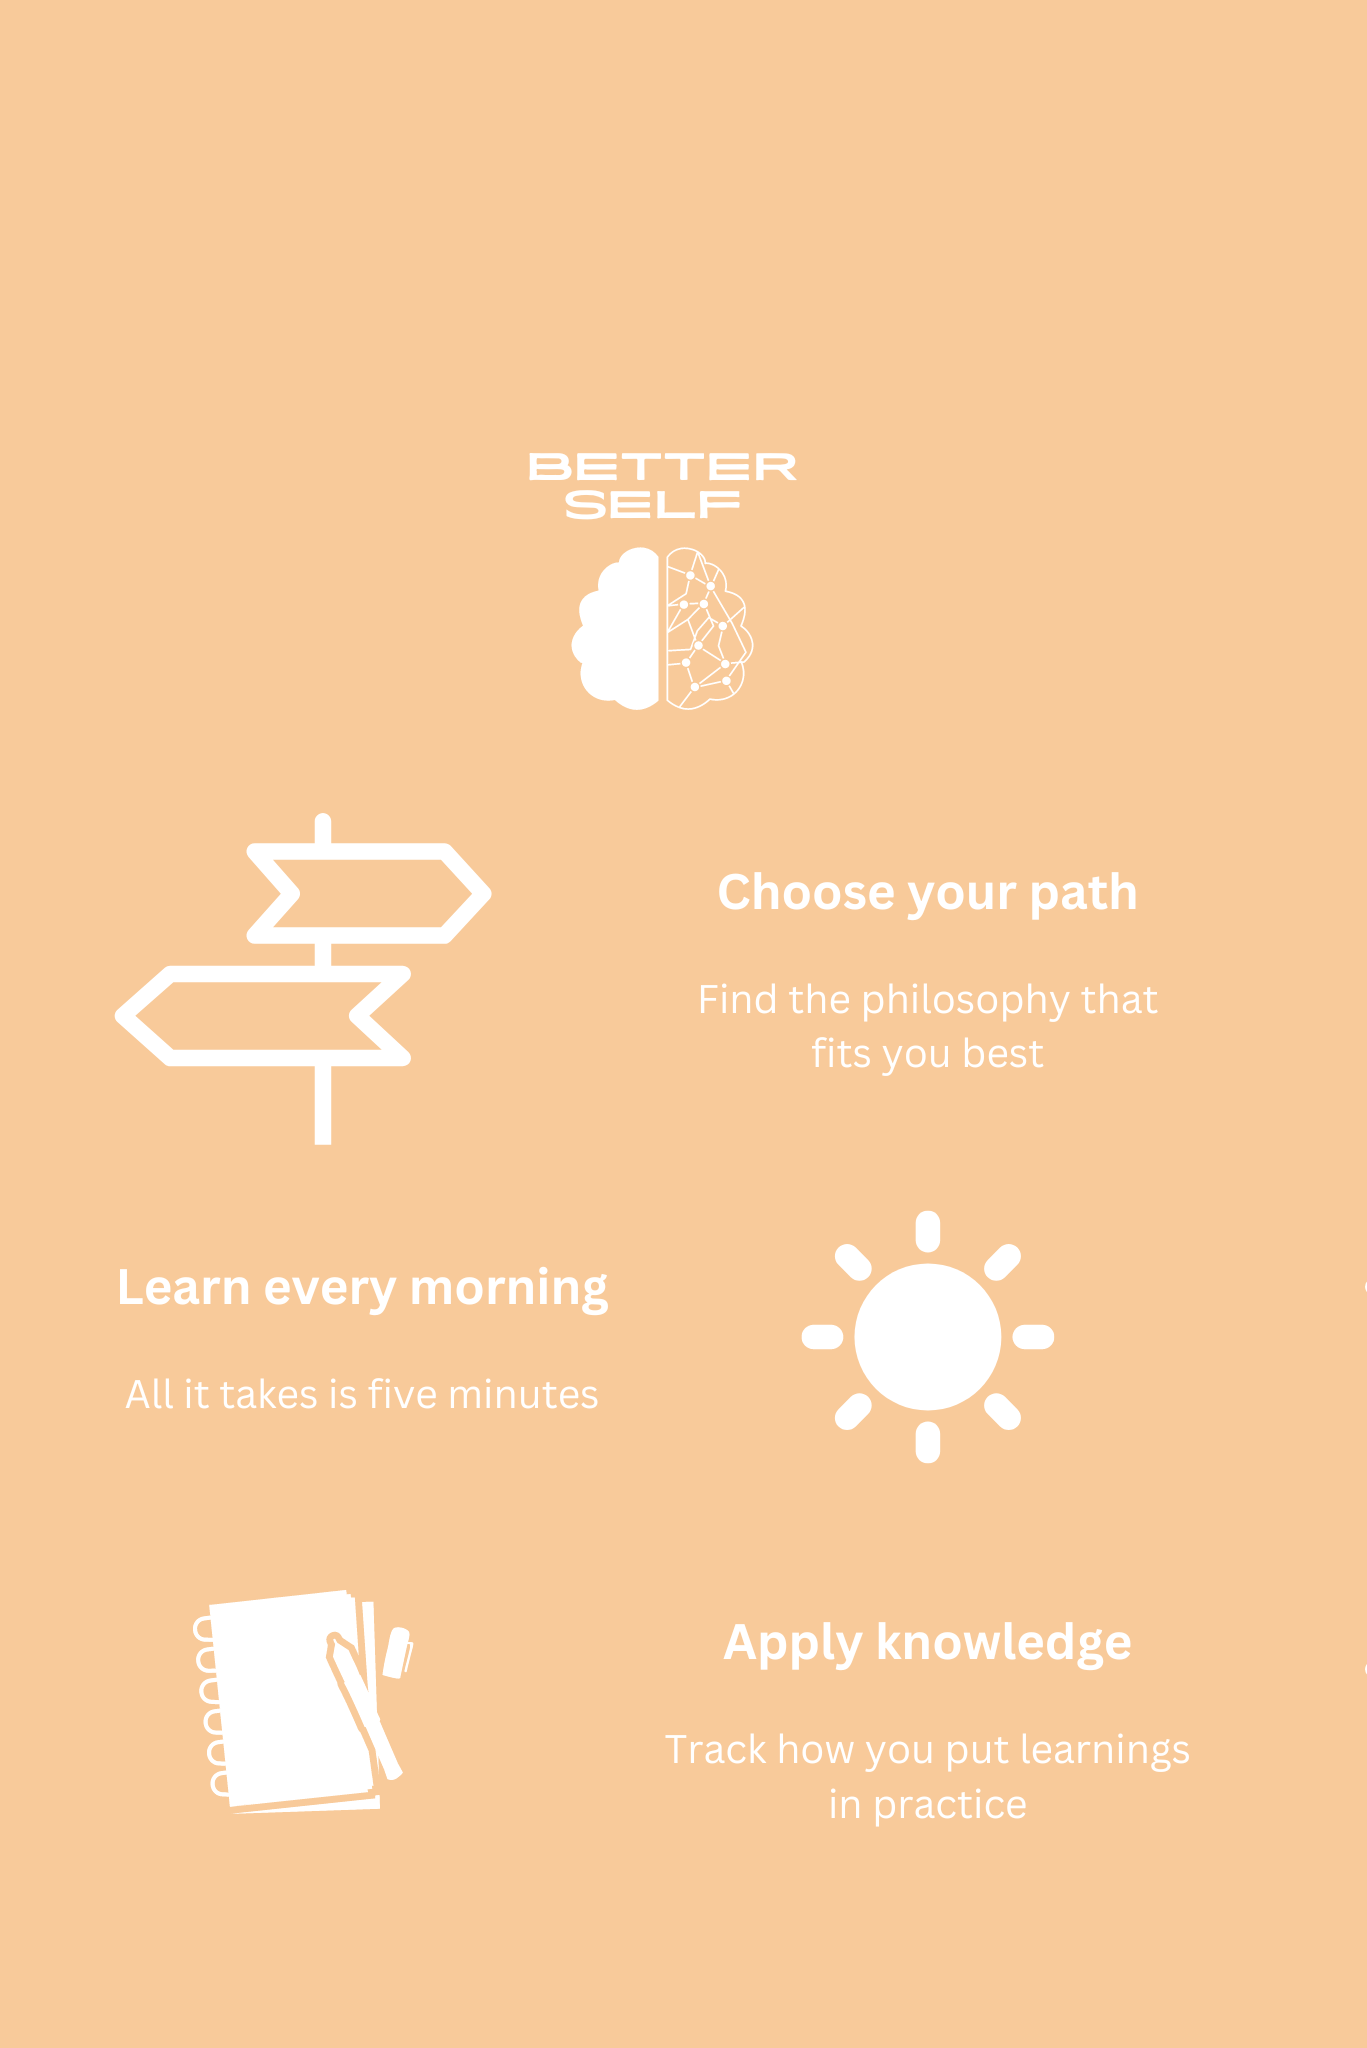 BETTER
SELF
Choose your path
Find the philosophy that
fits you best
Learn every morning
All it takes is five minutes
Apply knowledge
Track how you put learnings
in practice